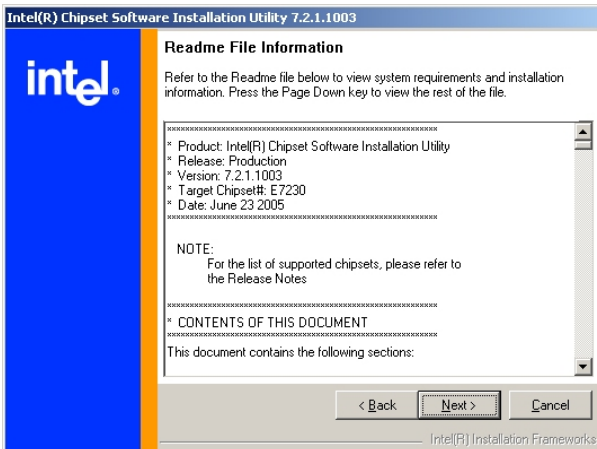 Intel(R) Chipset Software Installation Utility 7.2.1.1003
intel.
Readme File Information
Refer to the Readme file below to view system requirements and installation
information. Press the Page Down key to view the rest of the file.
************************************************************
* Product: Intel(R) Chipset Software Installation Utility
* Release: Production
* Version: 7.2.1.1003
* Target Chipset#: E7230
* Date: June 23 2005
************************************************************
NOTE:
For the list of supported chipsets, please refer to
the Release Notes
************************************************************
* CONTENTS OF THIS DOCUMENT
************************************************************
This document contains the following sections:
< Back
Next >
Cancel
Intel(R) Installation Frameworks